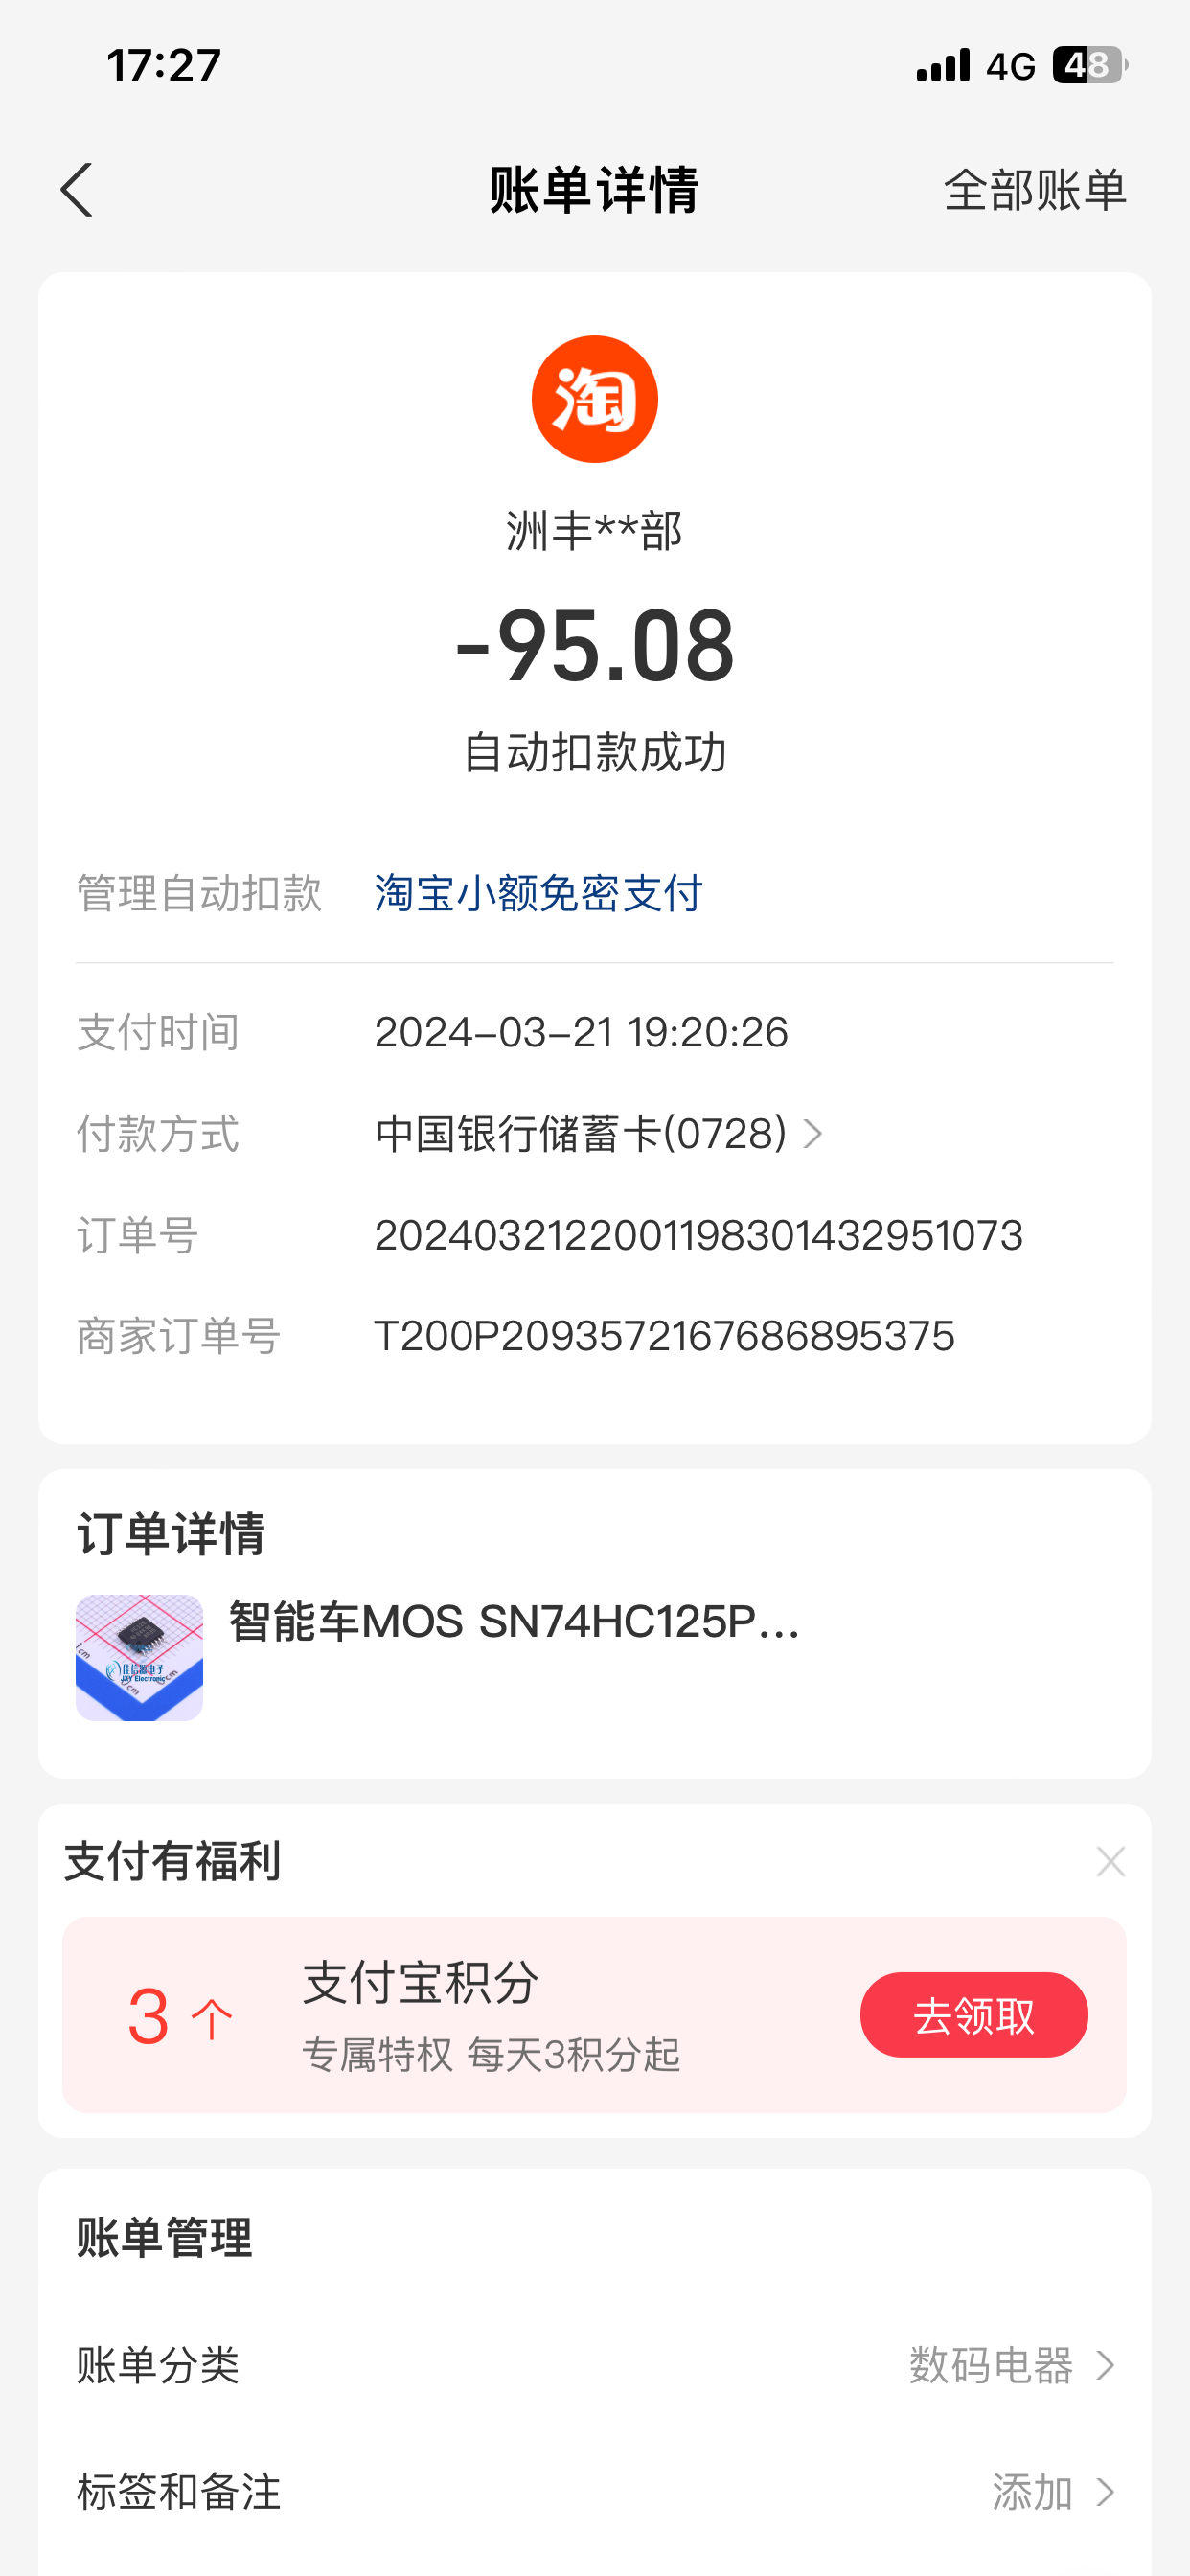 17:27
4G 48
账单详情
全部账单
淘
洲丰**部
-95.08
自动扣款成功
管理自动扣款 淘宝小额免密支付
支付时间 2024-03-21 19:20:26
付款方式 中国银行储蓄卡(0728)
订单号 2024032122001198301432951073
商家订单号 T200P2093572167686895375
订单详情
智能车MOS SN74HC125P...
支付有福利
3 个
支付宝积分
专属特权 每天3积分起
去领取
账单管理
账单分类 数码电器
标签和备注 添加